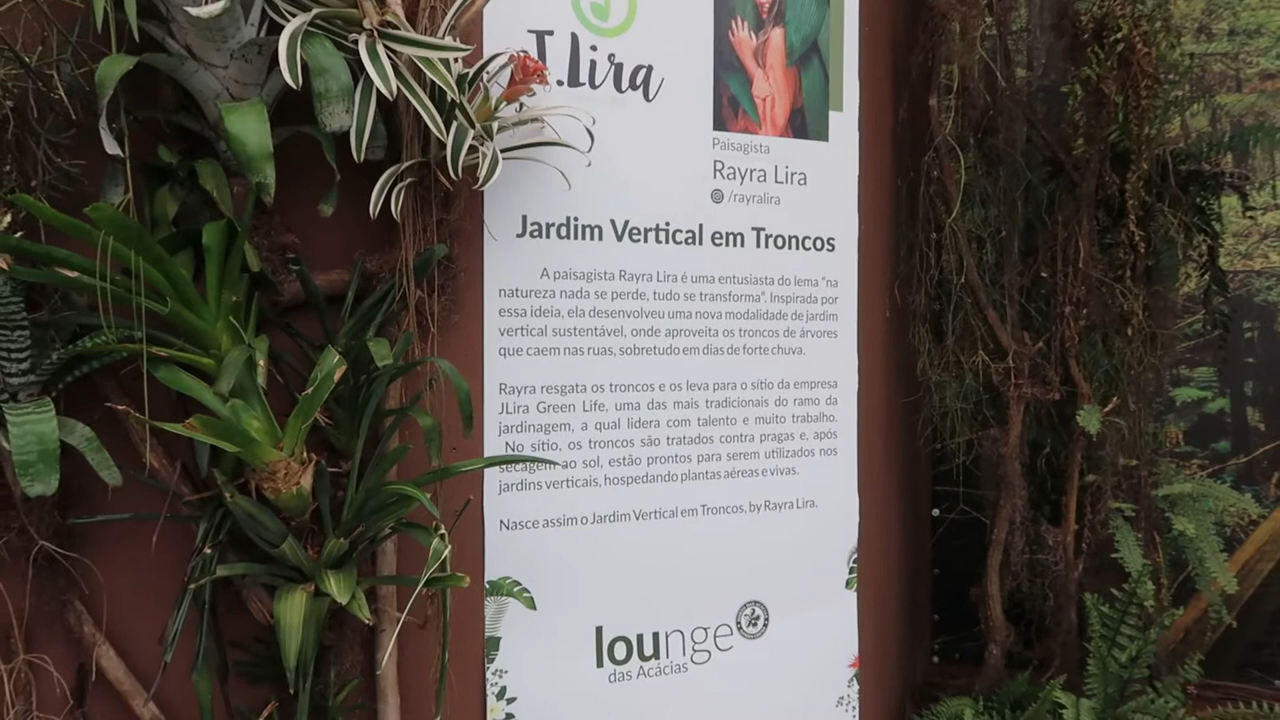 J.Lira
Paisagista
Rayra Lira
/rayralira
Jardim Vertical em Troncos
A paisagista Rayra Lira é uma entusiasta do lema "na
natureza nada se perde, tudo se transforma". Inspirada por
essa ideia, ela desenvolveu uma nova modalidade de jardim
vertical sustentável, onde aproveita os troncos de árvores
que caem nas ruas, sobretudo em dias de forte chuva.
Rayra resgata os troncos e os leva para o sítio da empresa
JLira Green Life, uma das mais tradicionais do ramo da
jardinagem, a qual lidera com talento e muito trabalho.
No sítio, os troncos são tratados contra pragas e, após
secagem ao sol, estão prontos para serem utilizados nos
jardins verticais, hospedando plantas aéreas e vivas.
Nasce assim o Jardim Vertical em Troncos, by Rayra Lira.
lounge
das Acácias